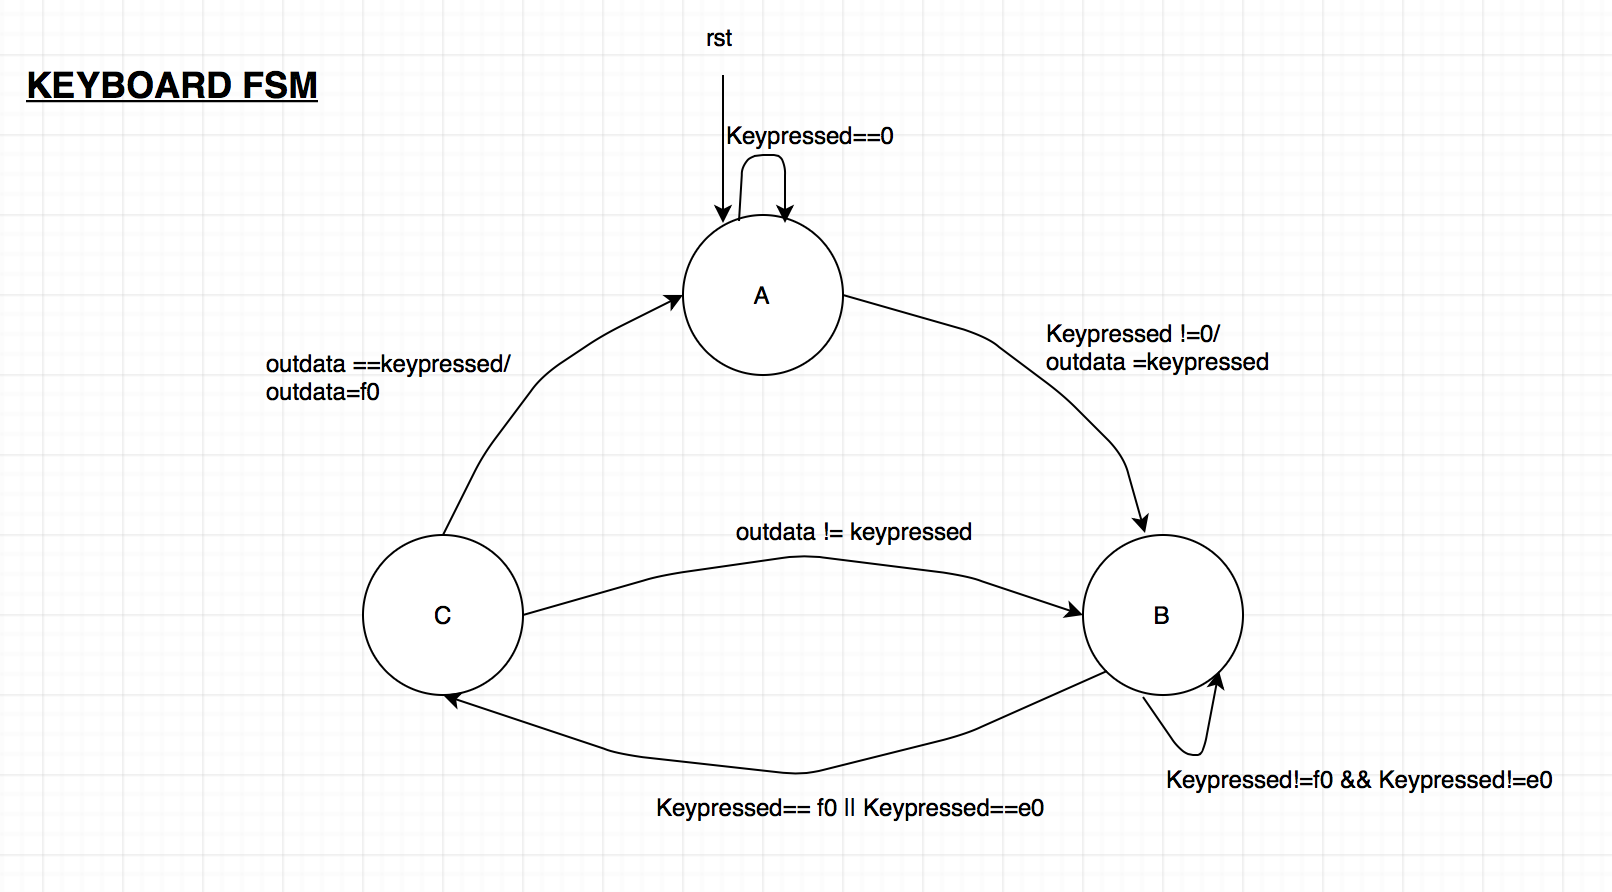 rst
KEYBOARD FSM
Keypressed==0
A
Keypressed !=0/
outdata =keypressed
outdata ==keypressed/
outdata=f0
outdata != keypressed
C
B
Keypressed!=f0 && Keypressed!=e0
Keypressed== f0 || Keypressed==e0